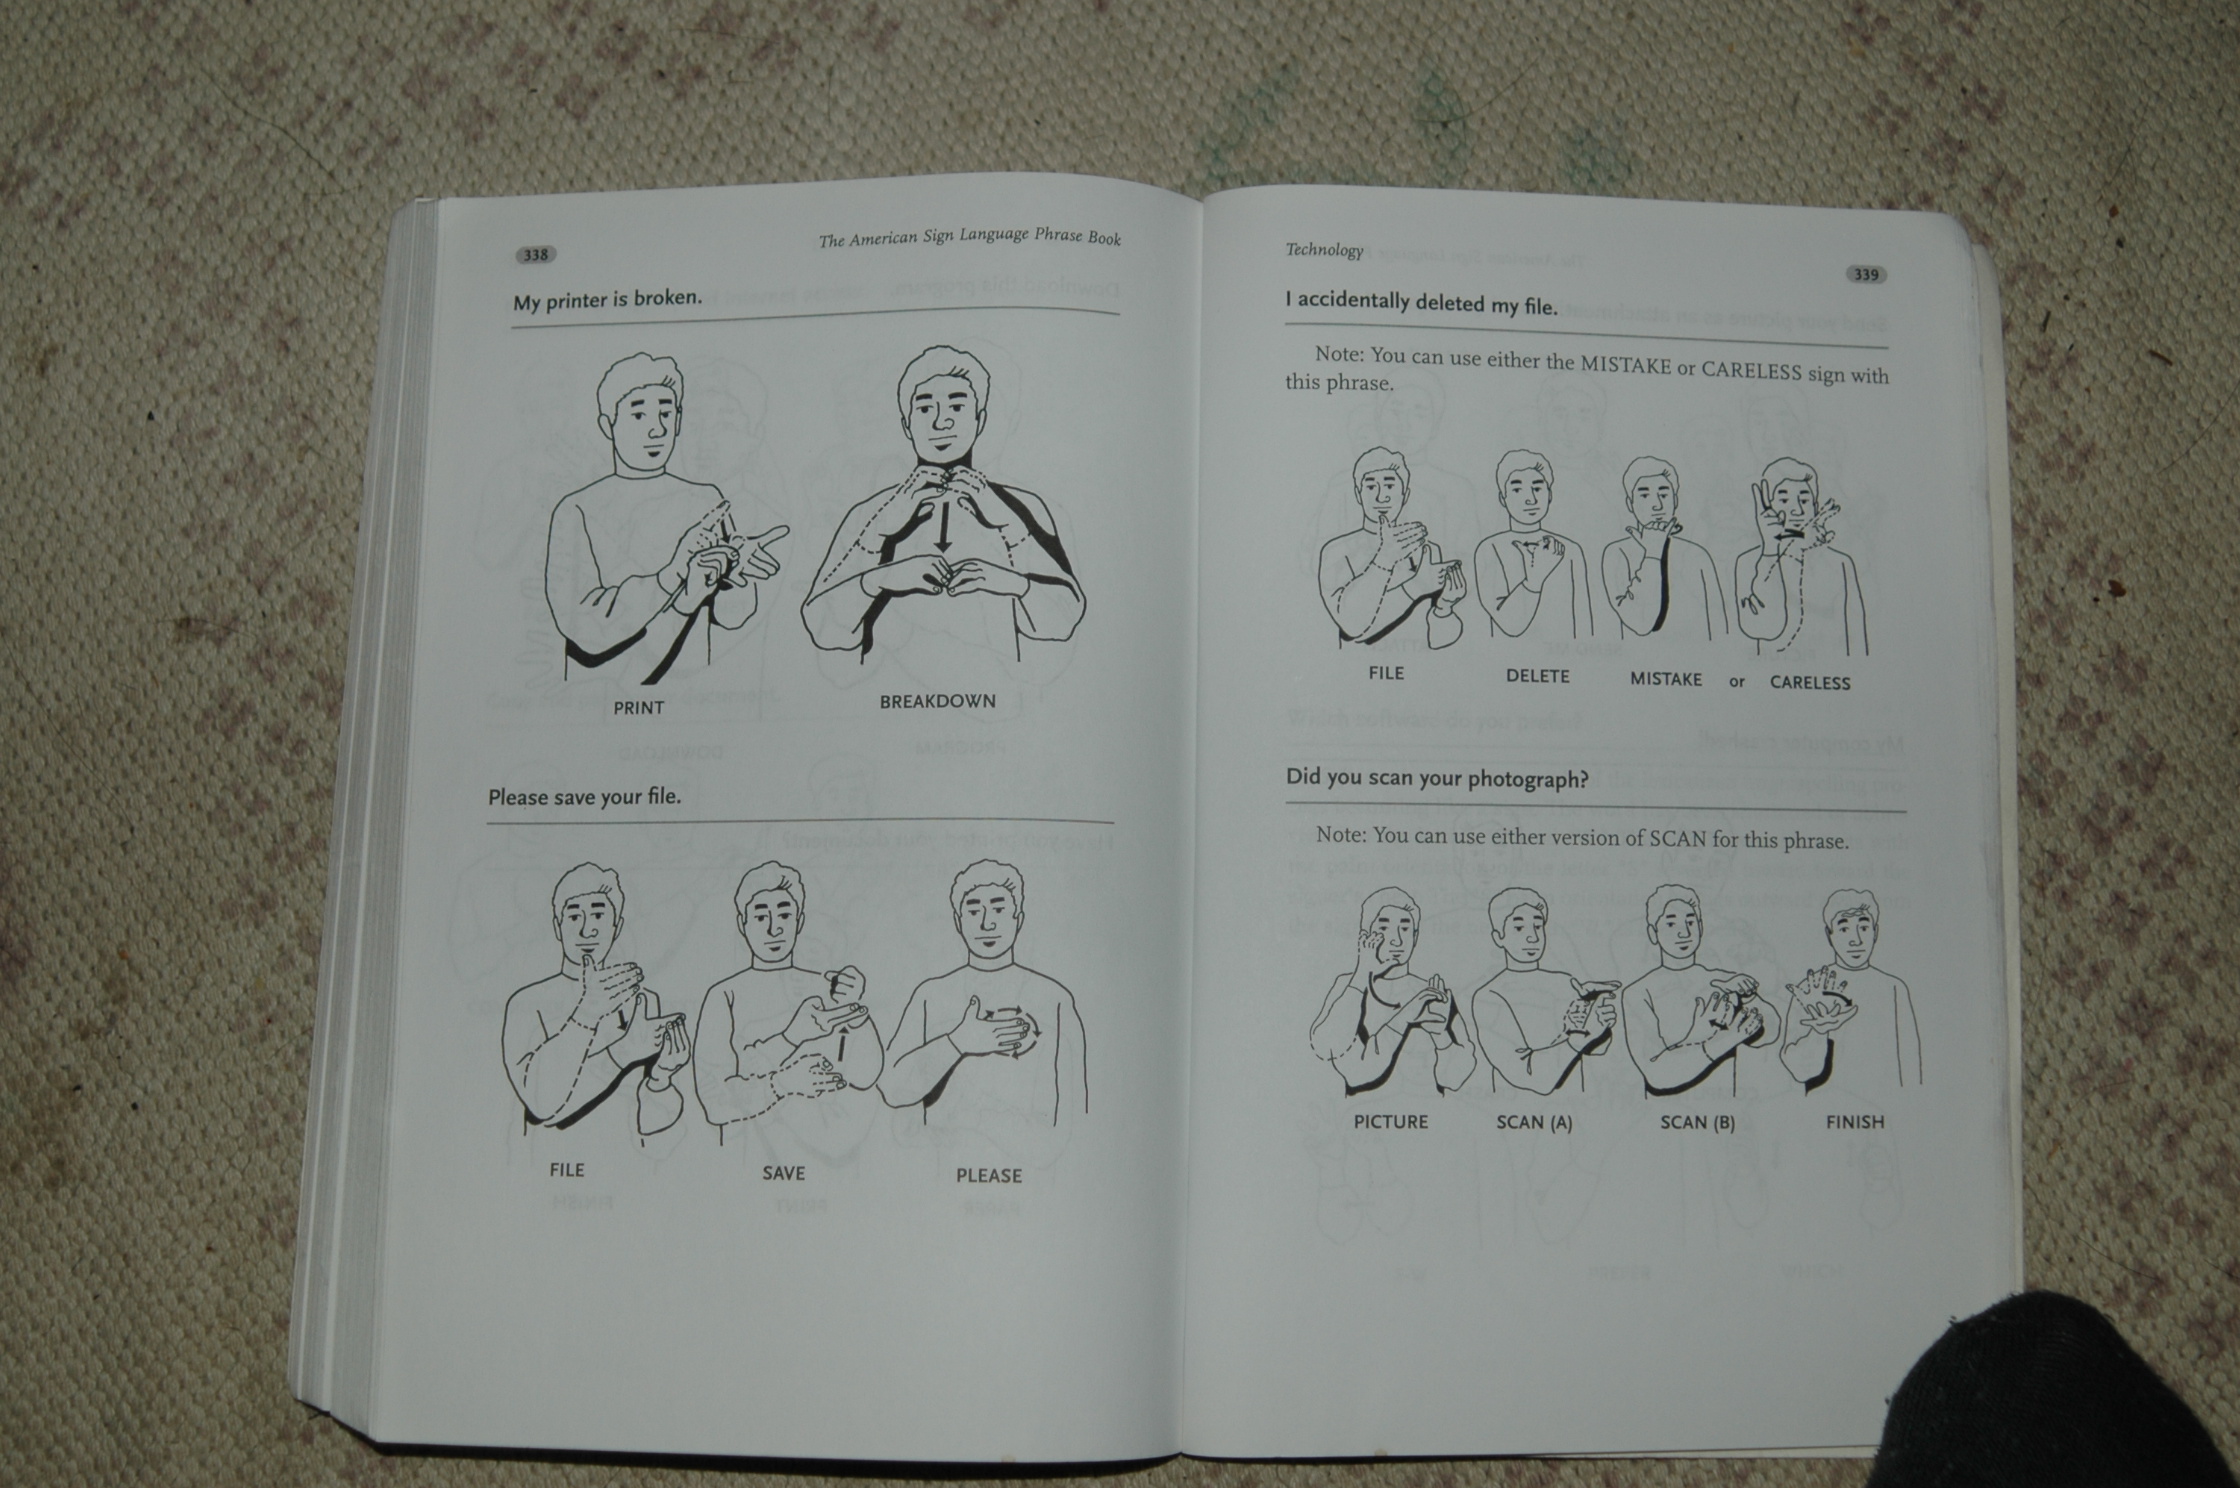 338
The American Sign Language Phrase Book
My printer is broken.
PRINT
BREAKDOWN
Please save your file.
FILE
SAVE
PLEASE
Technology
339
I accidentally deleted my file.
Note: You can use either the MISTAKE or CARELESS sign with
this phrase.
FILE
DELETE
MISTAKE or CARELESS
Did you scan your photograph?
Note: You can use either version of SCAN for this phrase.
PICTURE
SCAN (A)
SCAN (B)
FINISH